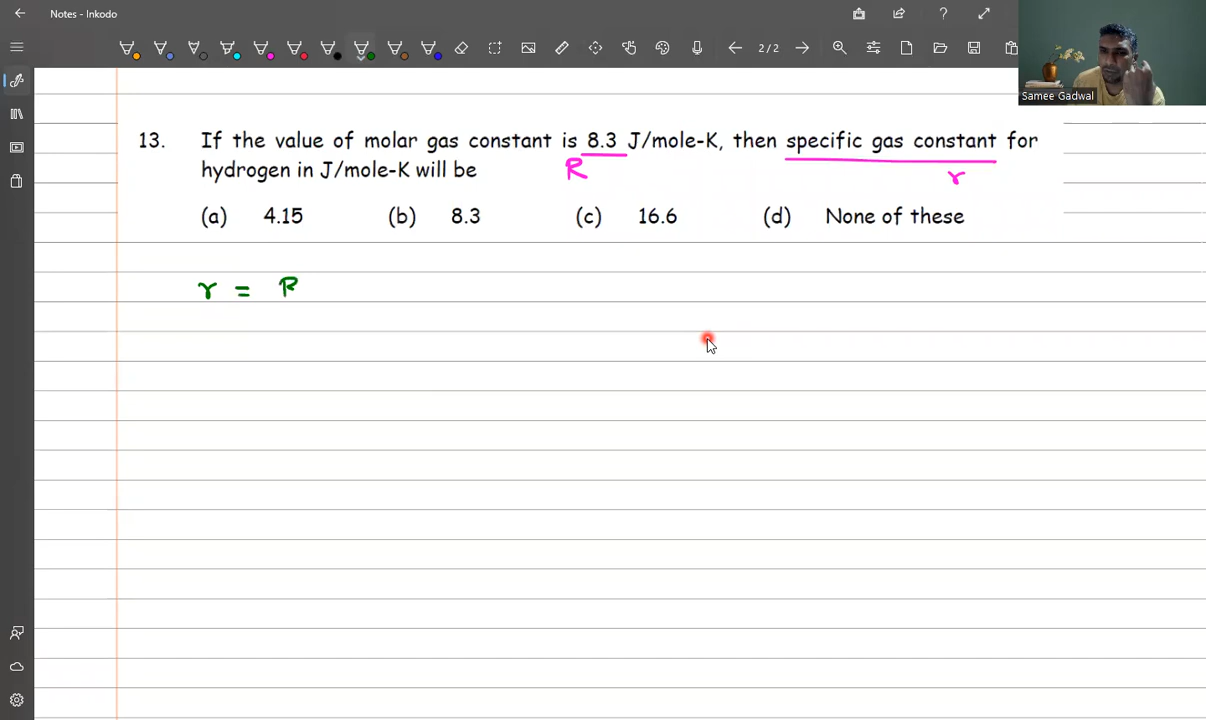 Notes - Inkodo
2/2
Samee Gadwal
13. If the value of molar gas constant is 8.3 J/mole-K, then specific gas constant for
hydrogen in J/mole-K will be
R
r
(a) 4.15 (b) 8.3 (c) 16.6 (d) None of these
r = R